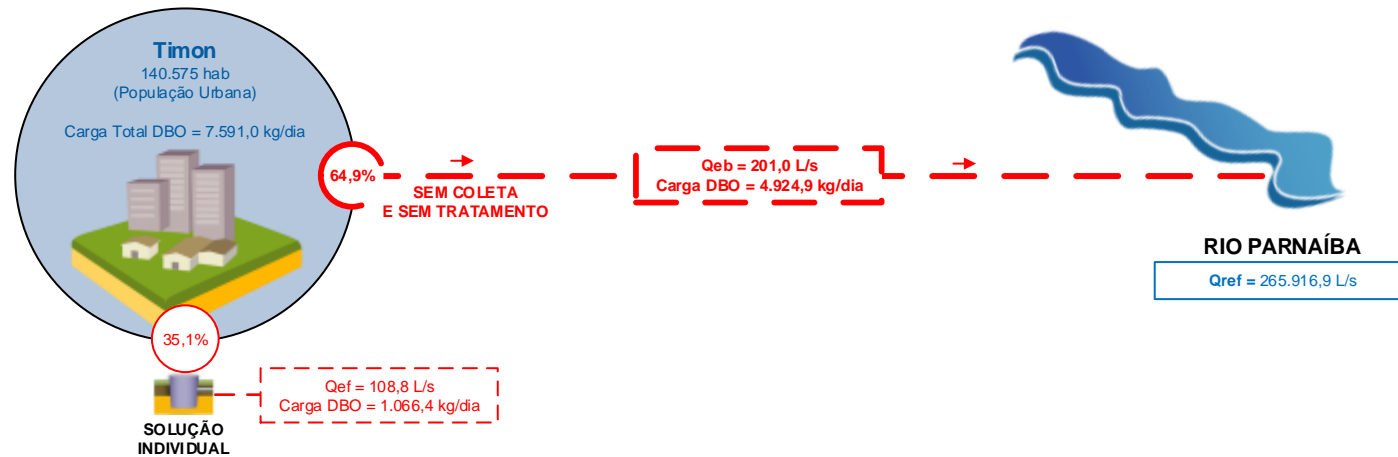 Timon
140.575 hab
(População Urbana)
Carga Total DBO = 7.591,0 kg/dia
64,9%
SEM COLETA
E SEM TRATAMENTO
Qeb = 201,0 L/s
Carga DBO = 4.924,9 kg/dia
RIO PARNAÍBA
Qref = 265.916,9 L/s
35,1%
Qef = 108,8 L/s
Carga DBO = 1.066,4 kg/dia
SOLUÇÃO
INDIVIDUAL